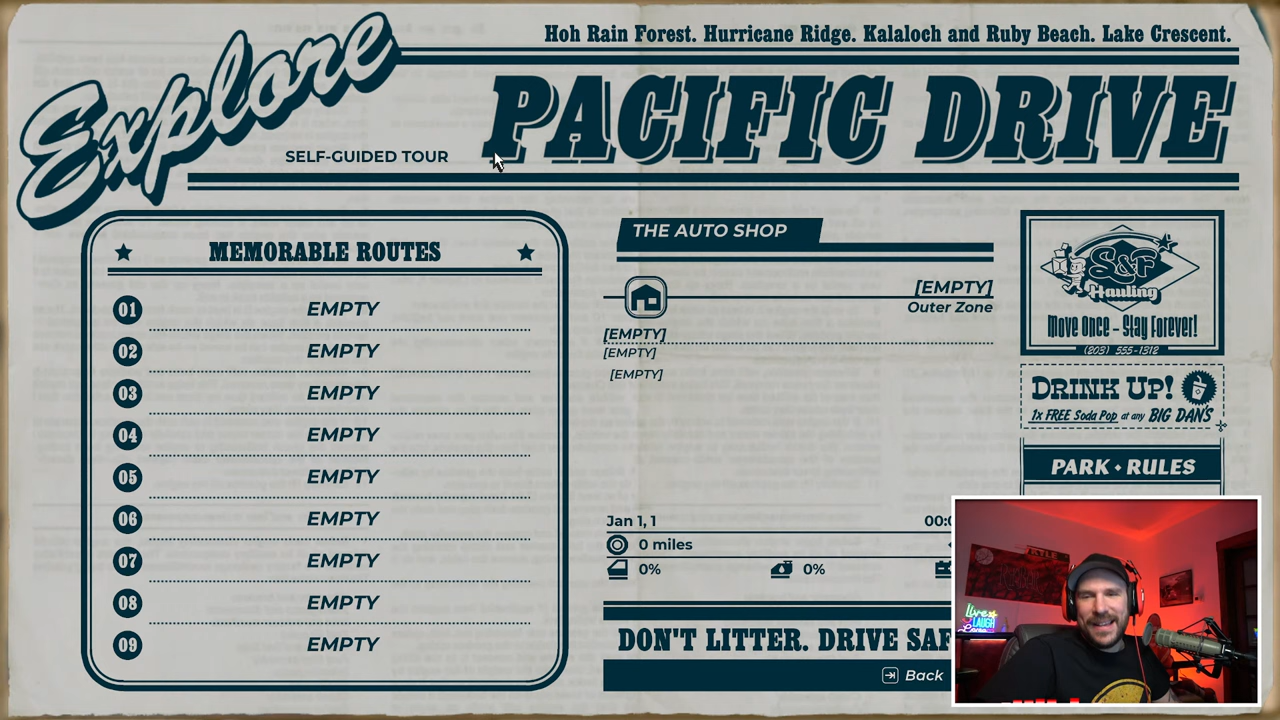 Explore
Hoh Rain Forest. Hurricane Ridge. Kalaloch and Ruby Beach. Lake Crescent.
PACIFIC DRIVE
SELF-GUIDED TOUR
MEMORABLE ROUTES
01 EMPTY
02 EMPTY
03 EMPTY
04 EMPTY
05 EMPTY
06 EMPTY
07 EMPTY
08 EMPTY
09 EMPTY
THE AUTO SHOP
[EMPTY]
Outer Zone
[EMPTY]
[EMPTY]
[EMPTY]
Jan 1, 1 00:0
0 miles
0% 0%
DON'T LITTER. DRIVE SAF
Back
S&F
Hauling
Move Once - Stay Forever!
(203) 555-1312
DRINK UP!
1x FREE Soda Pop at any BIG DAN'S
PARK • RULES
Live
LAUGH